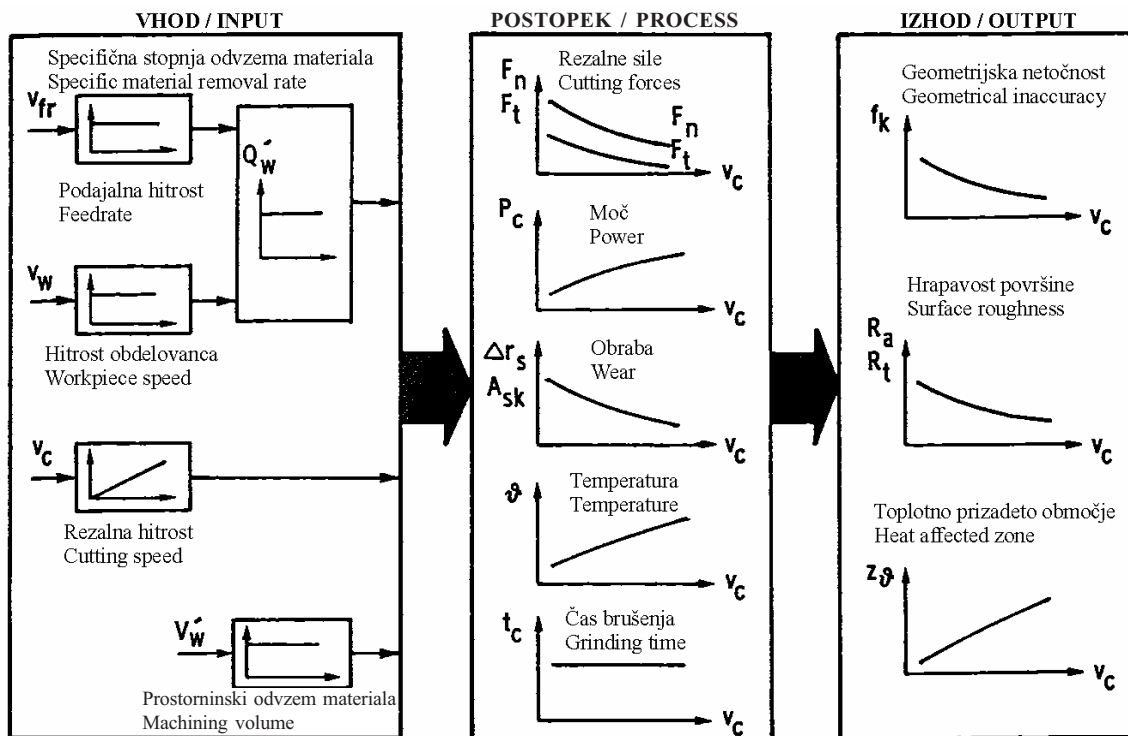 VHOD / INPUT
Specifična stopnja odvzema materiala
Specific material removal rate
v_fr
Podajalna hitrost
Feedrate
Q'_w
v_w
Hitrost obdelovanca
Workpiece speed
v_c
Rezalna hitrost
Cutting speed
V'_w
Prostorninski odvzem materiala
Machining volume
POSTOPEK / PROCESS
Rezalne sile
Cutting forces
F_n
F_t
F_n
F_t
v_c
Moč
Power
P_c
v_c
Obraba
Wear
Δr_s
A_sk
v_c
Temperatura
Temperature
ϑ
v_c
Čas brušenja
Grinding time
t_c
v_c
IZHOD / OUTPUT
Geometrijska netočnost
Geometrical inaccuracy
f_k
v_c
Hrapavost površine
Surface roughness
R_a
R_t
v_c
Toplotno prizadeto območje
Heat affected zone
z_ϑ
v_c